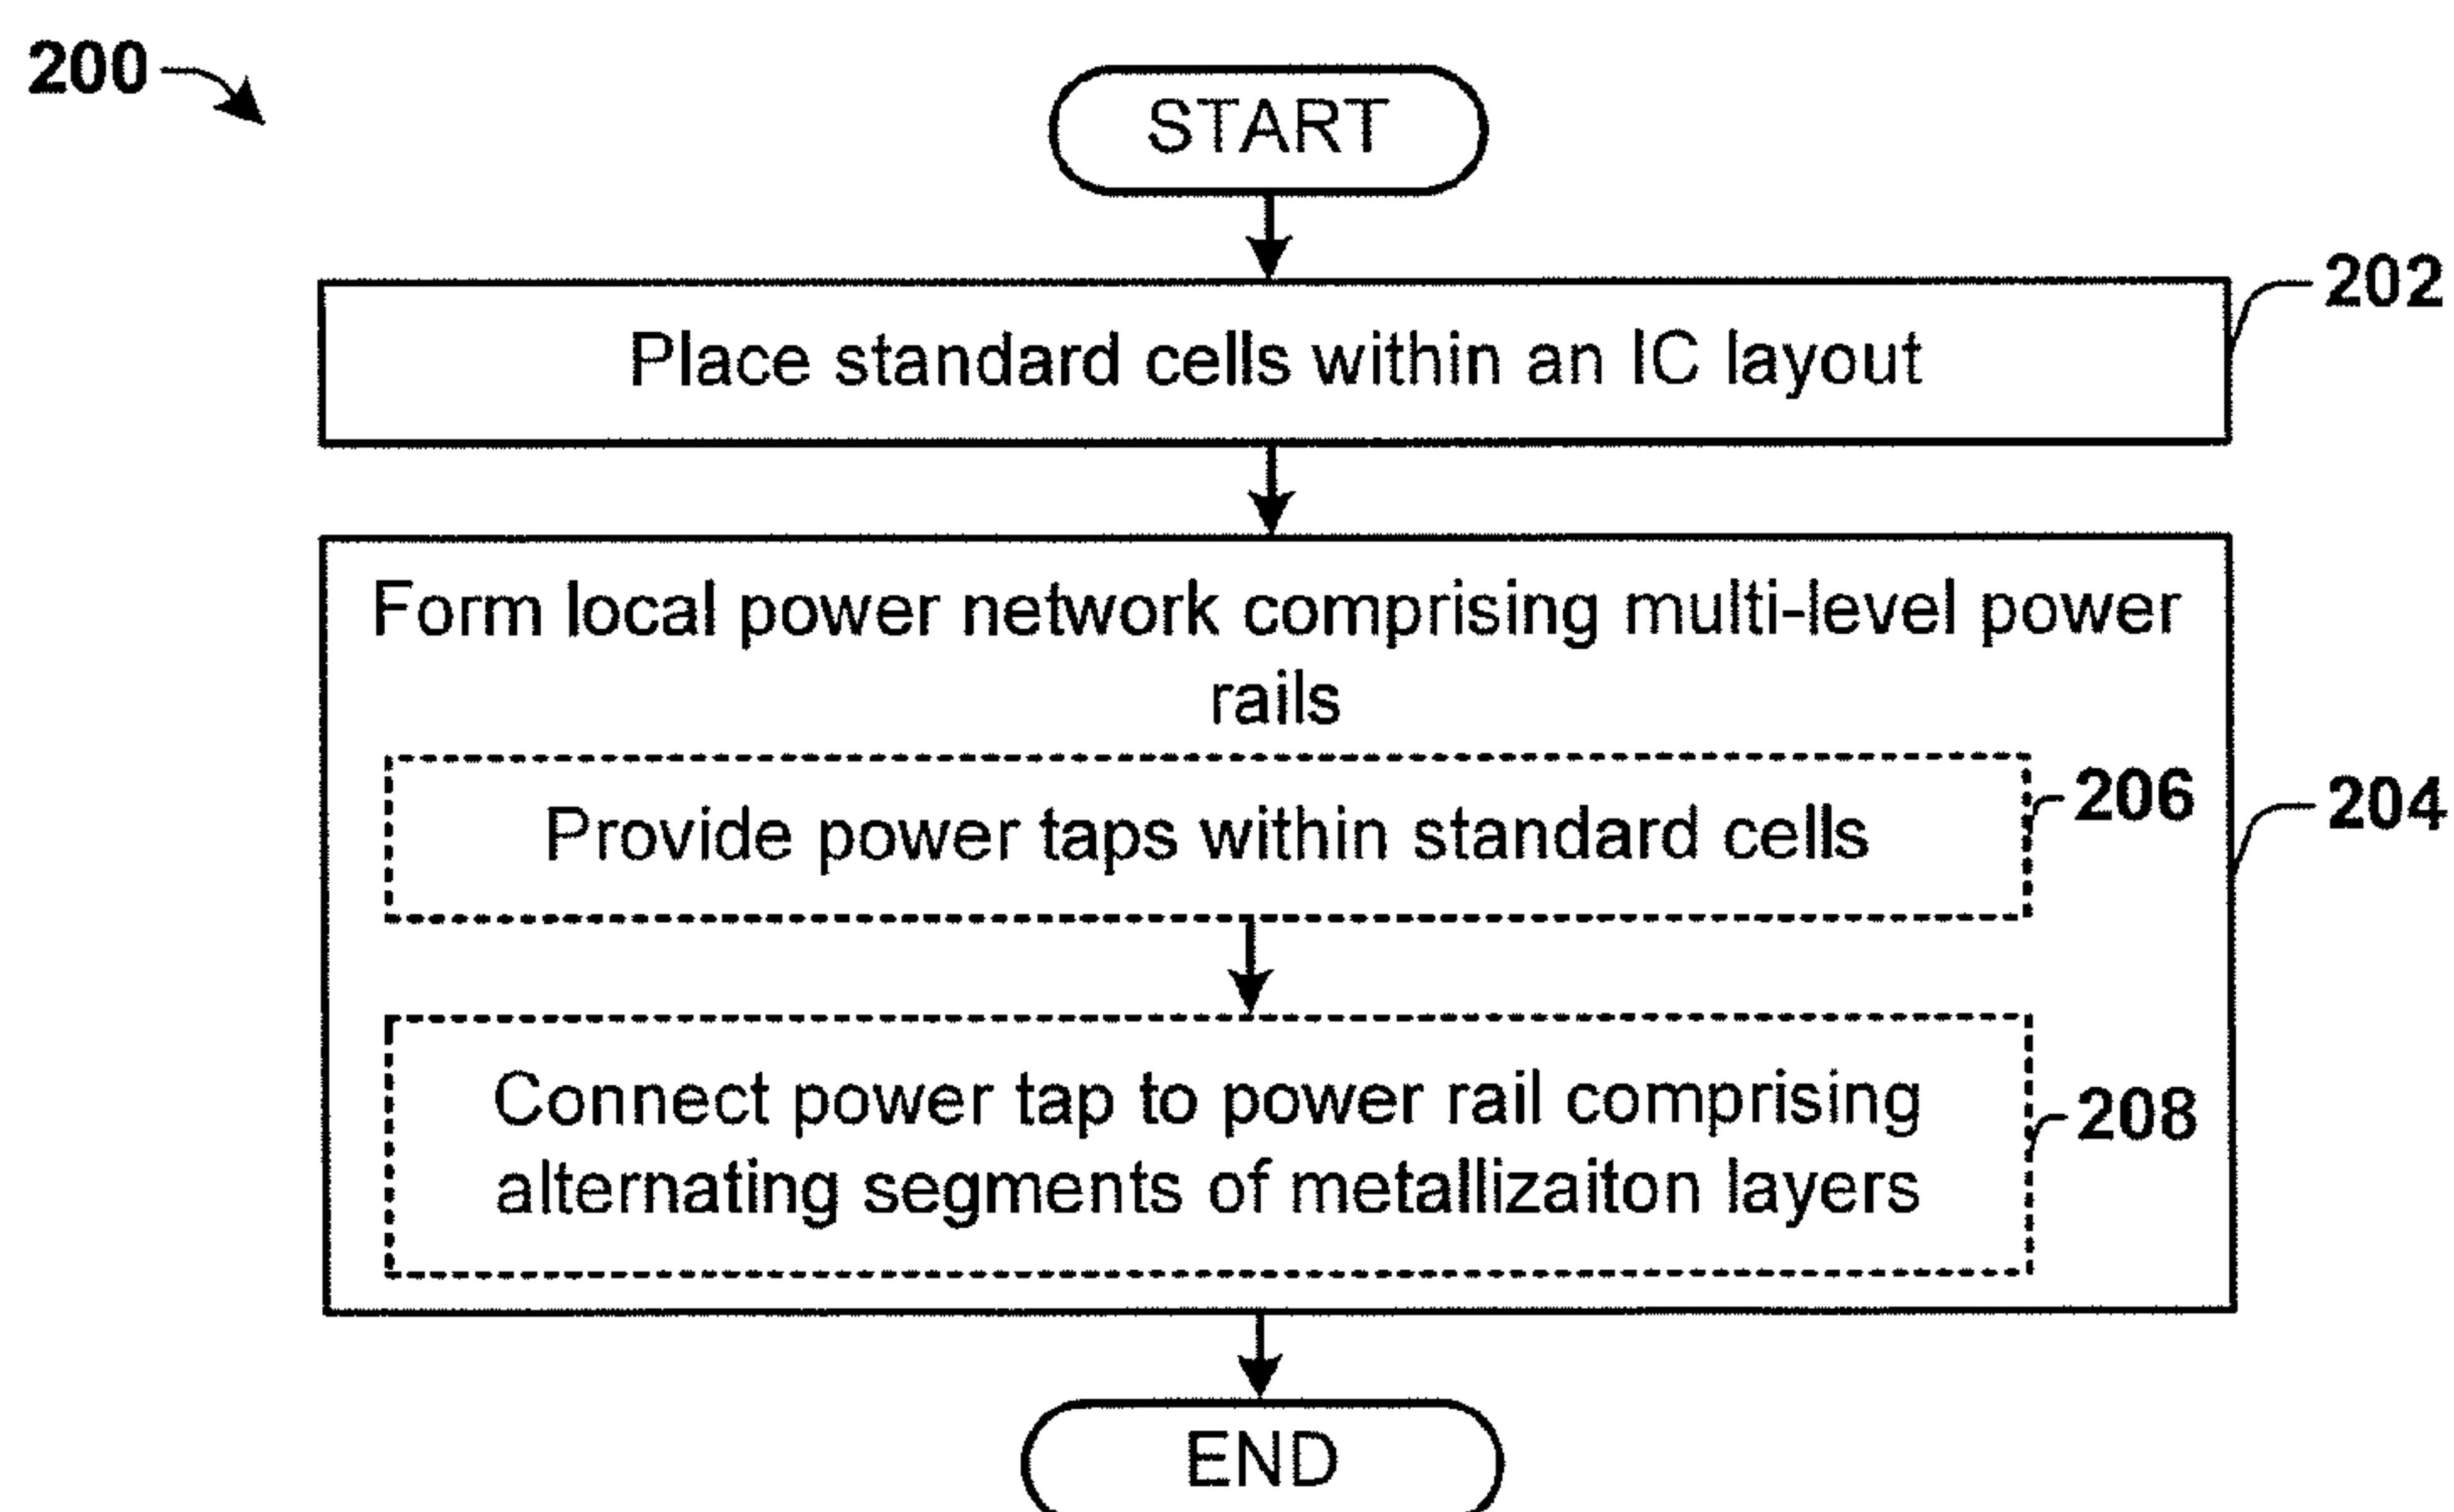 200
START
202
Place standard cells within an IC layout
Form local power network comprising multi-level power
rails
206
Provide power taps within standard cells
204
Connect power tap to power rail comprising
208
alternating segments of metallizaiton layers
END